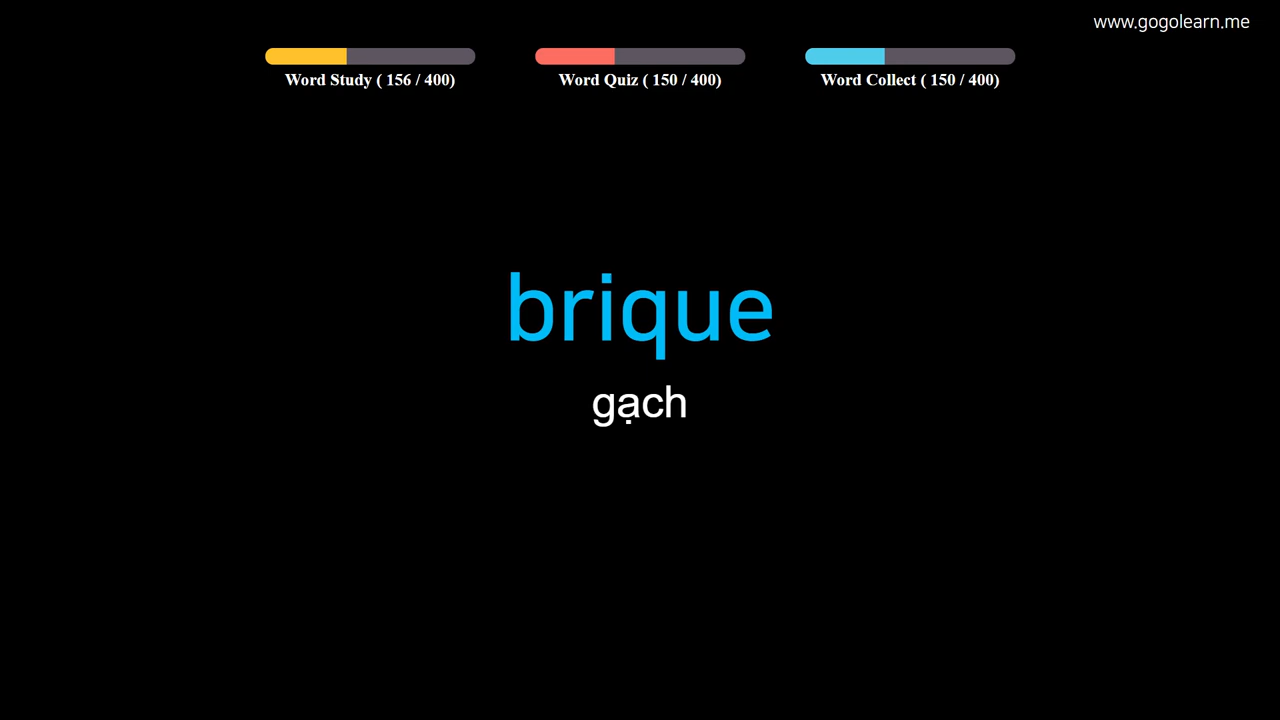 www.gogolearn.me
Word Study ( 156 / 400)
Word Quiz ( 150 / 400)
Word Collect ( 150 / 400)
brique
gạch